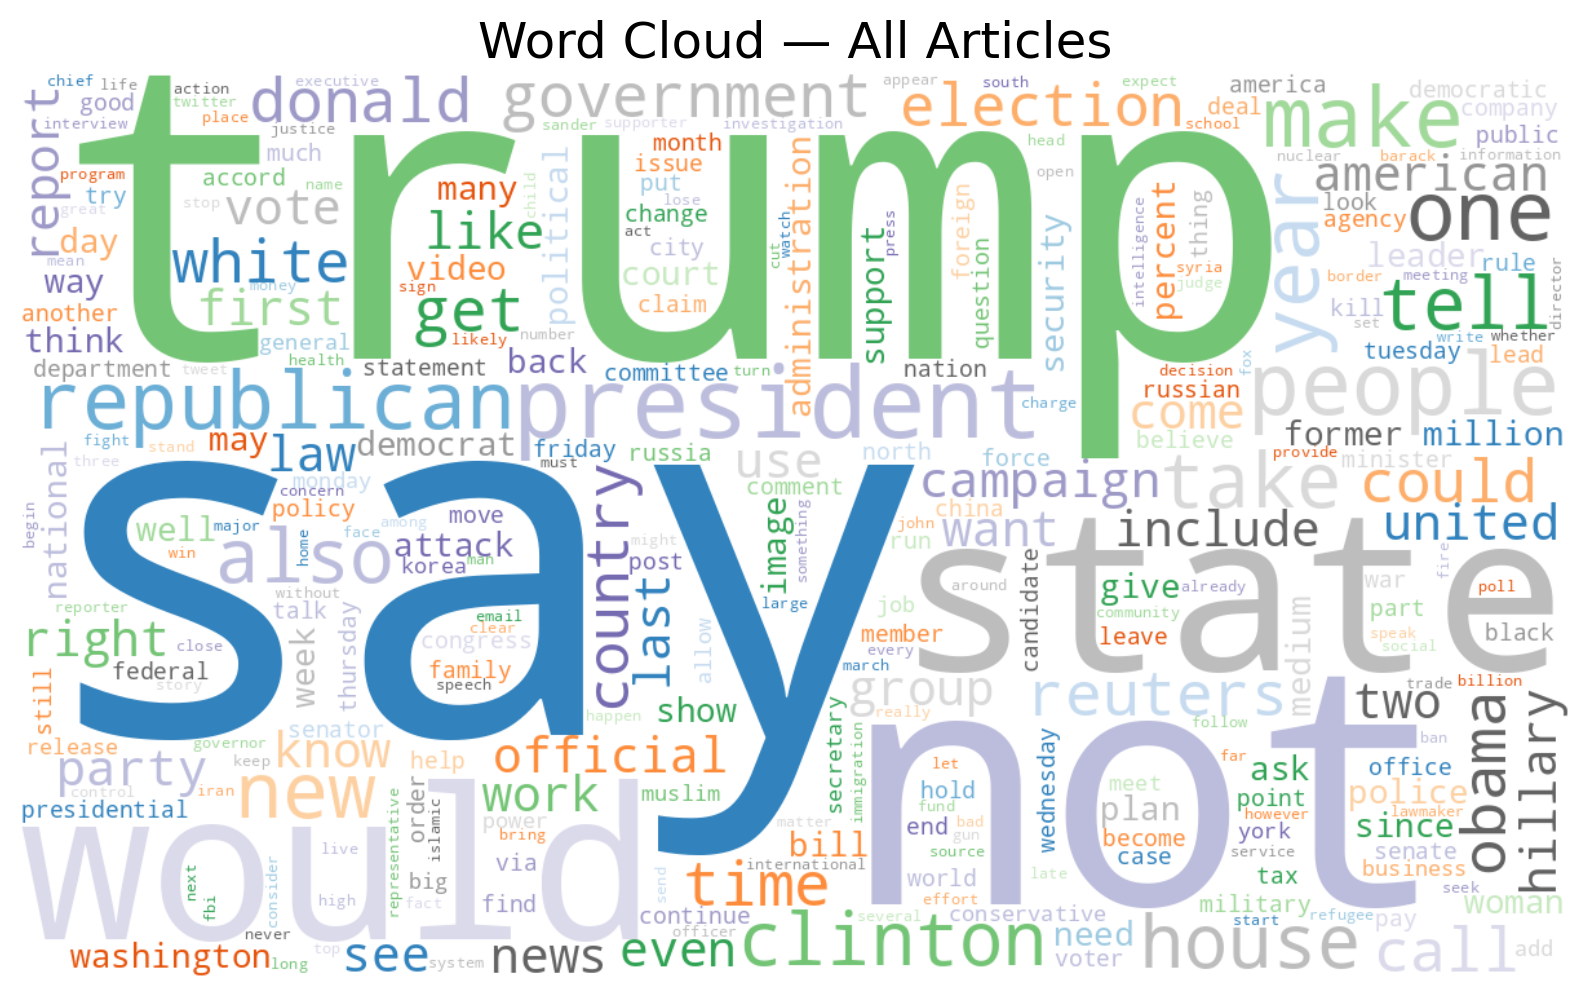 Word Cloud — All Articles
trump
say
state
not
would
president
republican
people
government
donald
election
make
american
one
year
tell
report
vote
white
first
get
like
many
video
political
administration
support
security
percent
chief
life
good
interview
action
twitter
place
executive
justice
much
accord
name
program
try
great
stop
day
way
mean
money
another
think
general
health
department
tweet
statement
back
sign
likely
number
child
sander
supporter
investigation
month
issue
put
lose
change
act
city
court
claim
cut
watch
press
foreign
question
appear
south
expect
head
open
school
deal
america
democratic
company
public
nuclear
barack
information
look
agency
leader
rule
border
meeting
kill
set
director
write
whether
tuesday
lead
intelligence
thing
syria
judge
committee
turn
nation
decision
fox
russian
charge
come
believe
former
million
provide
minister
fight
stand
three
may
law
democrat
friday
must
russia
use
north
force
comment
campaign
take
could
national
begin
monday
concern
policy
well
major
win
also
home
face
among
move
attack
korea
man
country
might
post
image
something
china
john
run
want
include
united
last
large
without
reporter
right
close
federal
story
talk
week
thursday
email
clear
congress
family
speech
allow
job
member
every
march
around
candidate
give
already
community
leave
war
fire
poll
part
speak
social
black
medium
still
release
governor
senator
know
keep
happen
show
official
help
group
really
reuters
follow
two
trade
billion
obama
hillary
party
control
iran
new
presidential
order
islamic
representative
work
power
bring
muslim
secretary
immigration
matter
bill
international
time
let
hold
fund
bad
end
gun
source
world
effort
late
wednesday
meet
plan
become
case
far
ask
point
however
york
service
tax
ban
office
police
lawmaker
since
senate
business
seek
next
fbi
consider
live
high
fact
big
via
find
send
continue
officer
several
conservative
military
start
refugee
pay
woman
never
washington
long
top
see
system
news
even
clinton
need
voter
house
call
add